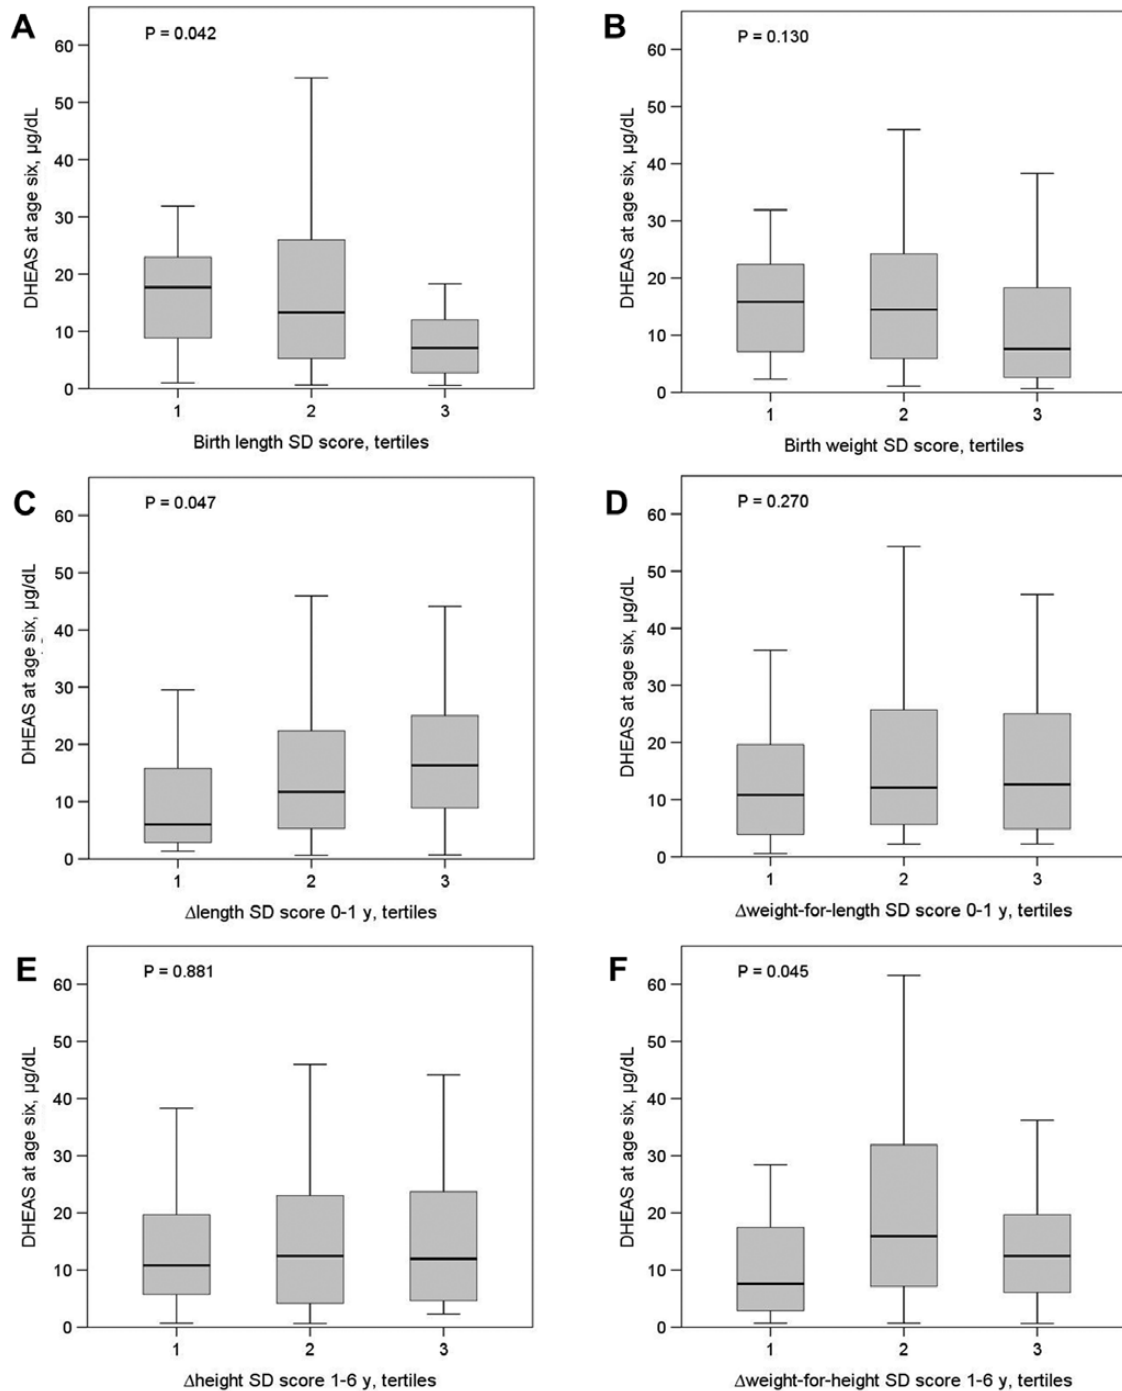 A
P = 0.042
DHEAS at age six, µg/dL
60
50
40
30
20
10
0
1 2 3
Birth length SD score, tertiles
B
P = 0.130
DHEAS at age six, µg/dL
60
50
40
30
20
10
0
1 2 3
Birth weight SD score, tertiles
C
P = 0.047
DHEAS at age six, µg/dL
60
50
40
30
20
10
0
1 2 3
Δlength SD score 0-1 y, tertiles
D
P = 0.270
DHEAS at age six, µg/dL
60
50
40
30
20
10
0
1 2 3
Δweight-for-length SD score 0-1 y, tertiles
E
P = 0.881
DHEAS at age six, µg/dL
60
50
40
30
20
10
0
1 2 3
Δheight SD score 1-6 y, tertiles
F
P = 0.045
DHEAS at age six, µg/dL
60
50
40
30
20
10
0
1 2 3
Δweight-for-height SD score 1-6 y, tertiles